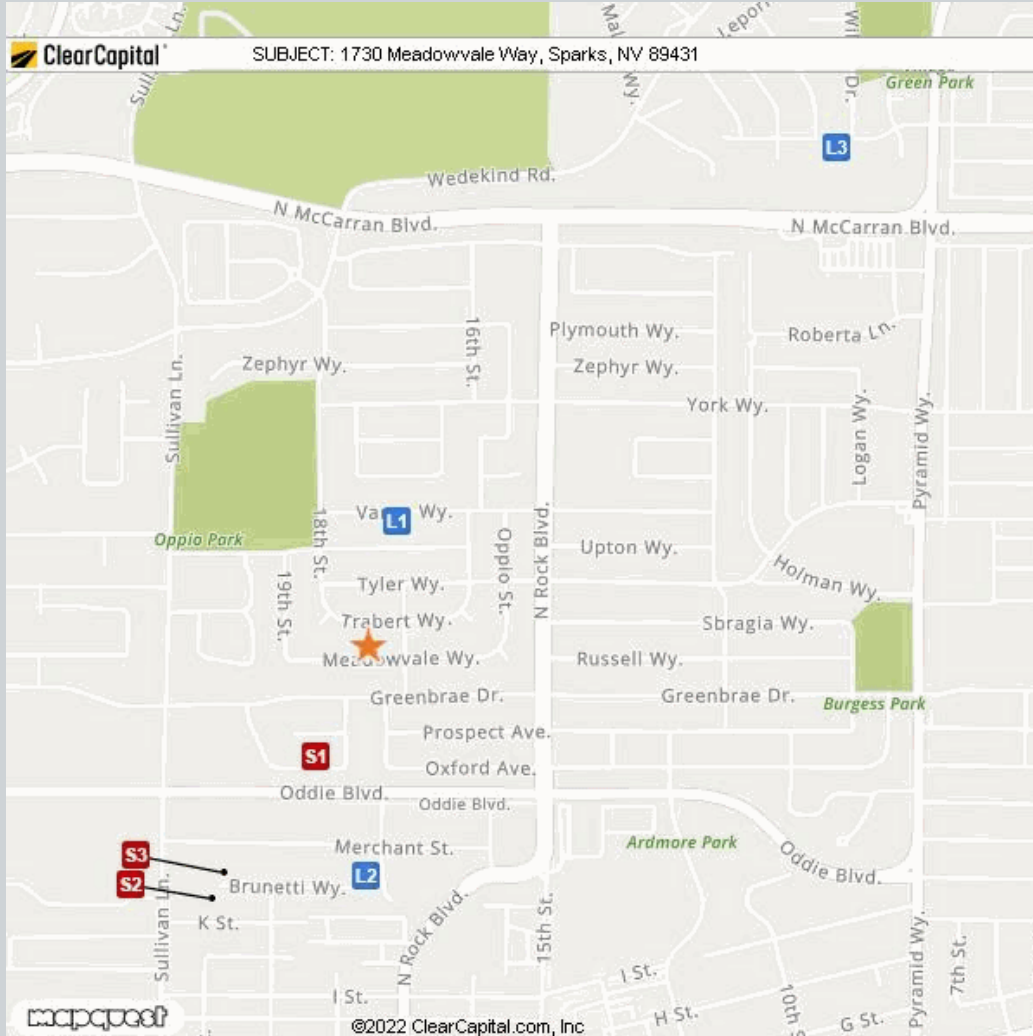 ClearCapital
SUBJECT: 1730 Meadowvale Way, Sparks, NV 89431
Green Park
L3
Wedekind Rd.
N McCarran Blvd.
N McCarran Blvd.
16th St.
Plymouth Wy.
Roberta Ln.
Zephyr Wy.
Zephyr Wy.
Sullivan Ln.
York Wy.
Logan Wy.
Pyramid Wy.
L1
Wy.
18th St.
Oppio Park
Oppio St.
N Rock Blvd.
Upton Wy.
19th St.
Tyler Wy.
Holman Wy.
Trabert Wy.
Sbragia Wy.
Meadowvale Wy.
Russell Wy.
Greenbrae Dr.
Greenbrae Dr.
Burgess Park
Prospect Ave.
S1
Oxford Ave.
Oddie Blvd.
Oddie Blvd.
Merchant St.
Ardmore Park
Oddie Blvd.
S3
L2
S2
Brunetti Wy.
Sullivan Ln.
K St.
N Rock Blvd.
15th St.
Pyramid Wy.
7th St.
I St.
I St.
10th St.
H St.
G St.
mapquest
©2022 ClearCapital.com, Inc